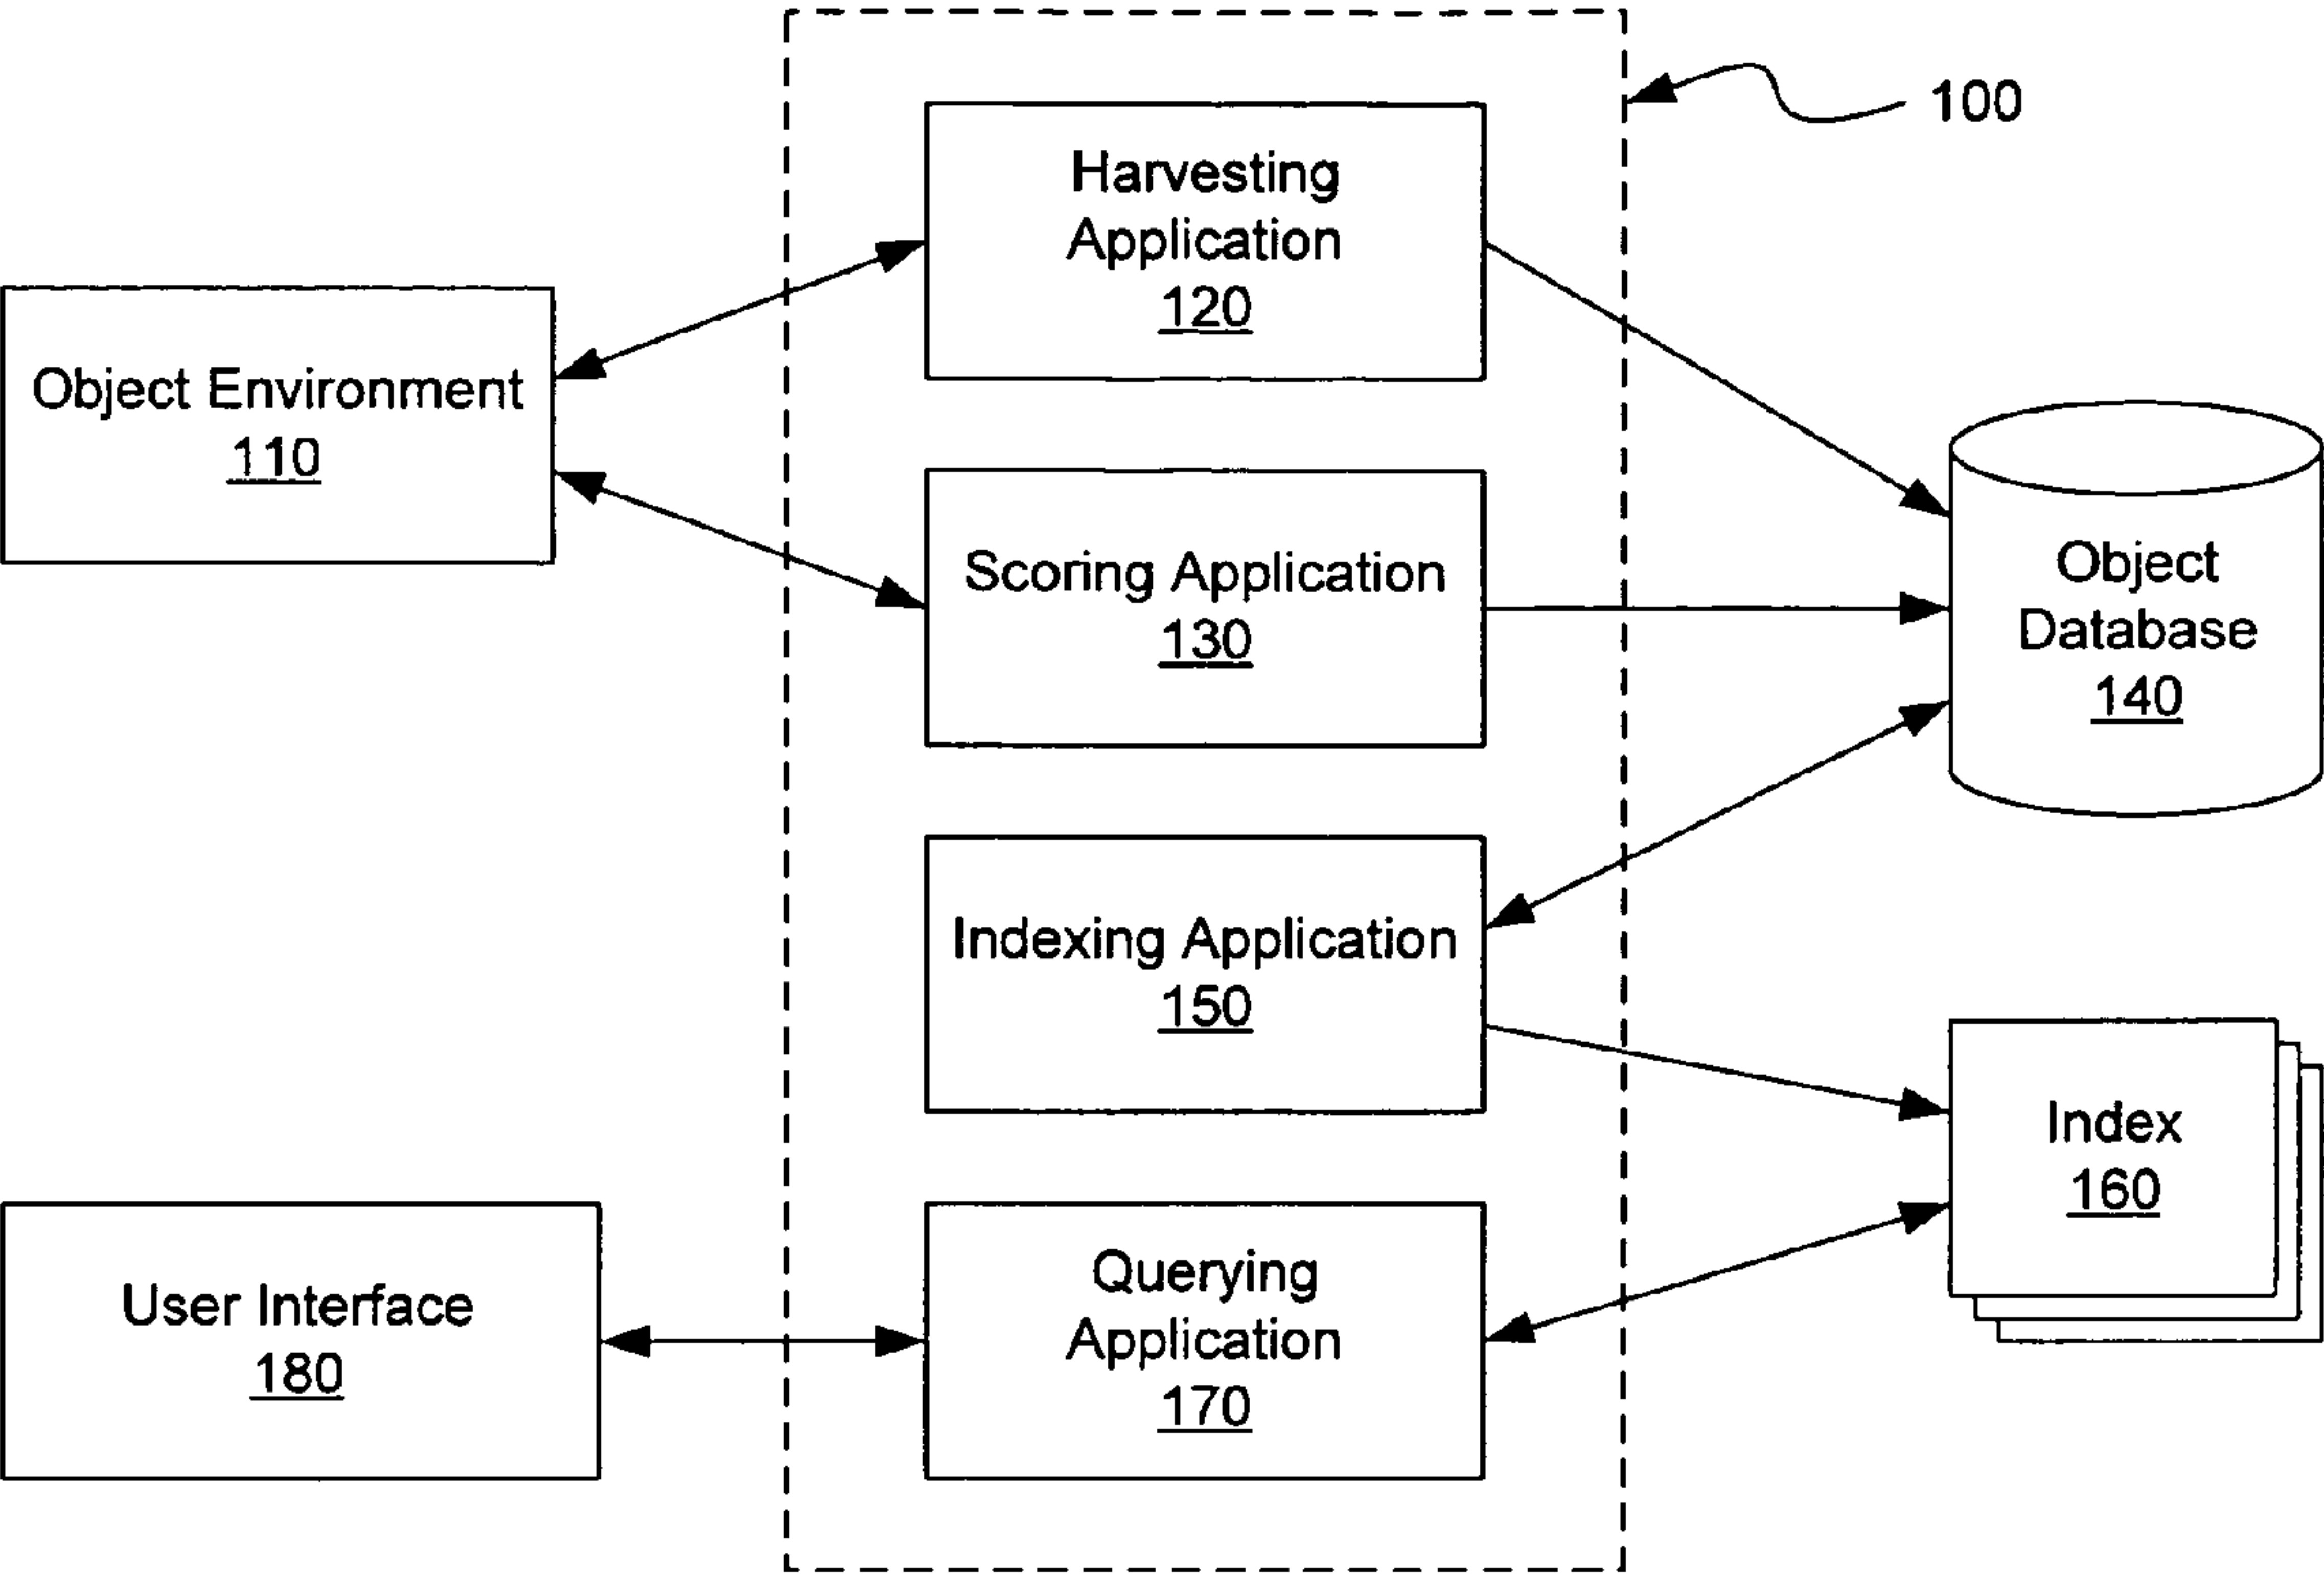 100
Harvesting
Application
120
Object Environment
110
Scoring Application
130
Object
Database
140
Indexing Application
150
Index
160
User Interface
180
Querying
Application
170